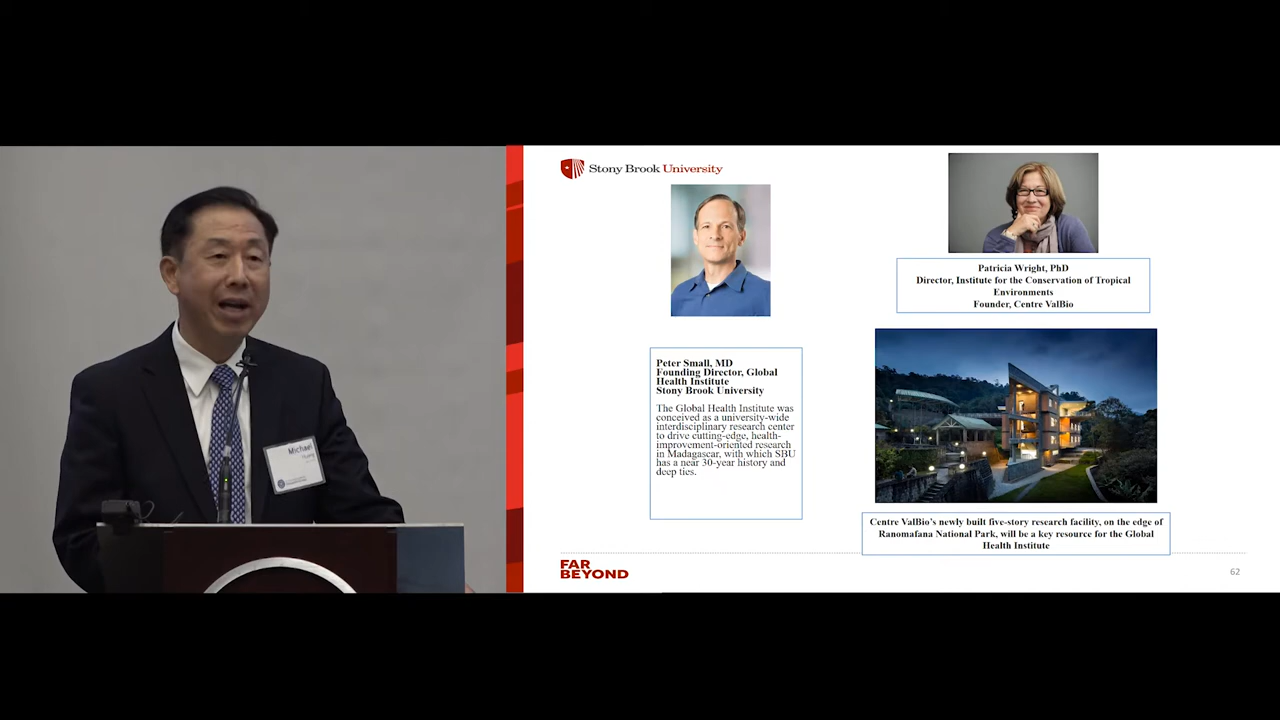 Michael
Stony Brook University
Peter Small, MD
Founding Director, Global
Health Institute
Stony Brook University
The Global Health Institute was
conceived as a university-wide
interdisciplinary research center
to drive cutting-edge, health-
improvement-oriented research
in Madagascar, with which SBU
has a near 30-year history and
deep ties.
Patricia Wright, PhD
Director, Institute for the Conservation of Tropical
Environments
Founder, Centre ValBio
Centre ValBio's newly built five-story research facility, on the edge of
Ranomafana National Park, will be a key resource for the Global
Health Institute
FAR
BEYOND
62